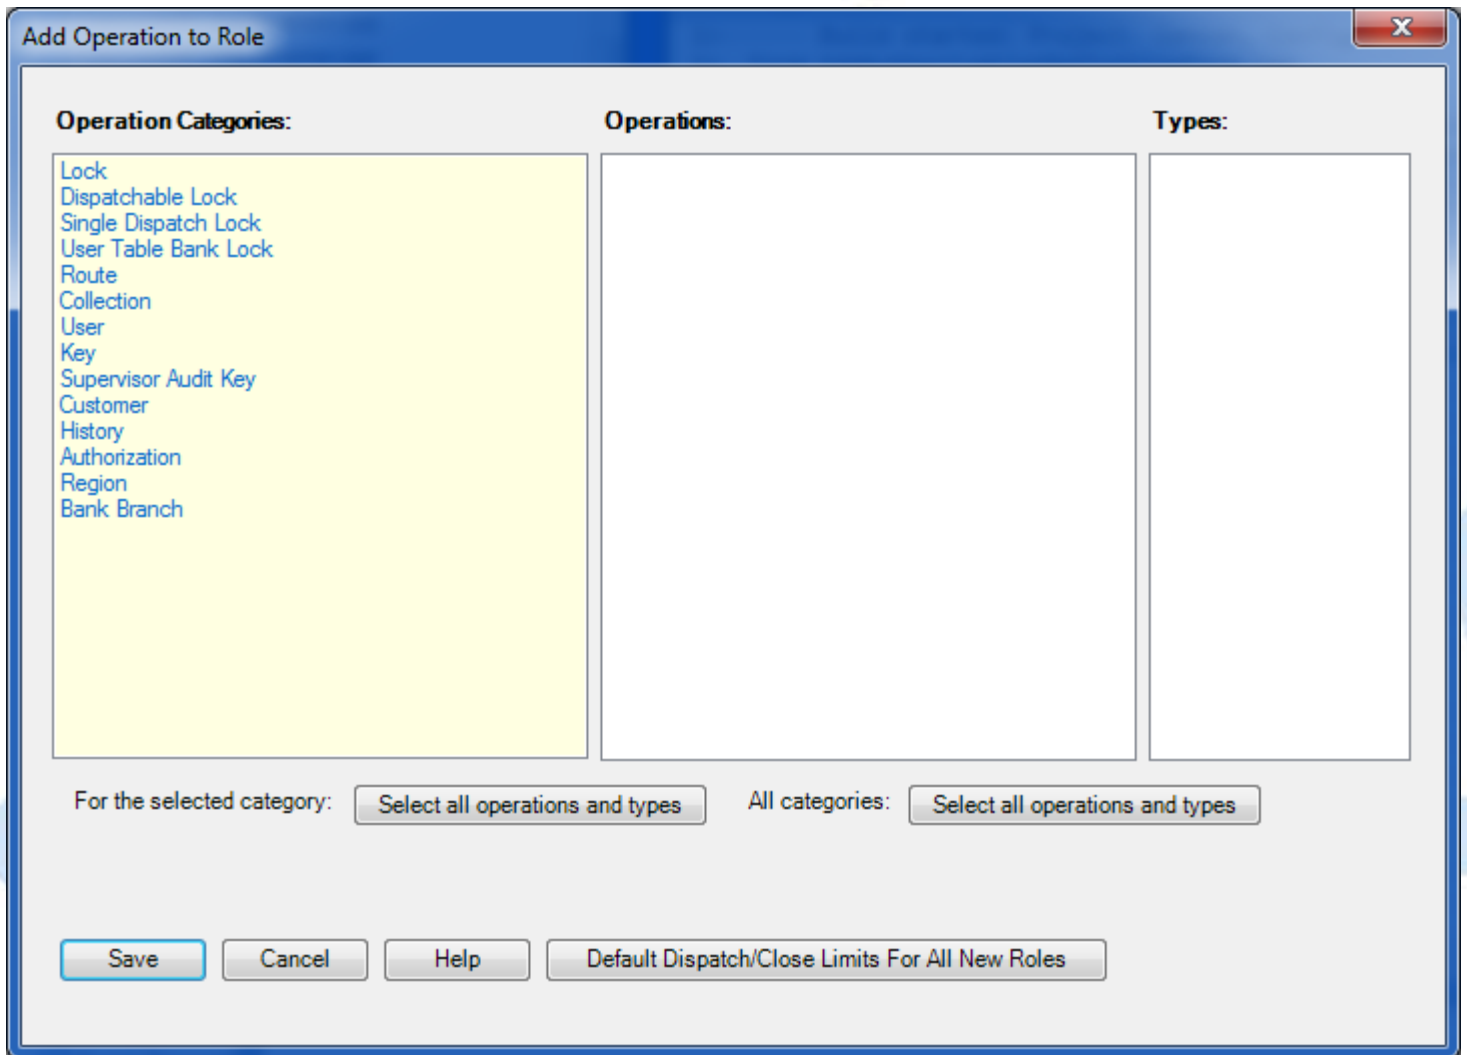 Add Operation to Role
Operation Categories:
Operations:
Types:
Lock
Dispatchable Lock
Single Dispatch Lock
User Table Bank Lock
Route
Collection
User
Key
Supervisor Audit Key
Customer
History
Authorization
Region
Bank Branch
For the selected category: Select all operations and types All categories: Select all operations and types
Save Cancel Help Default Dispatch/Close Limits For All New Roles